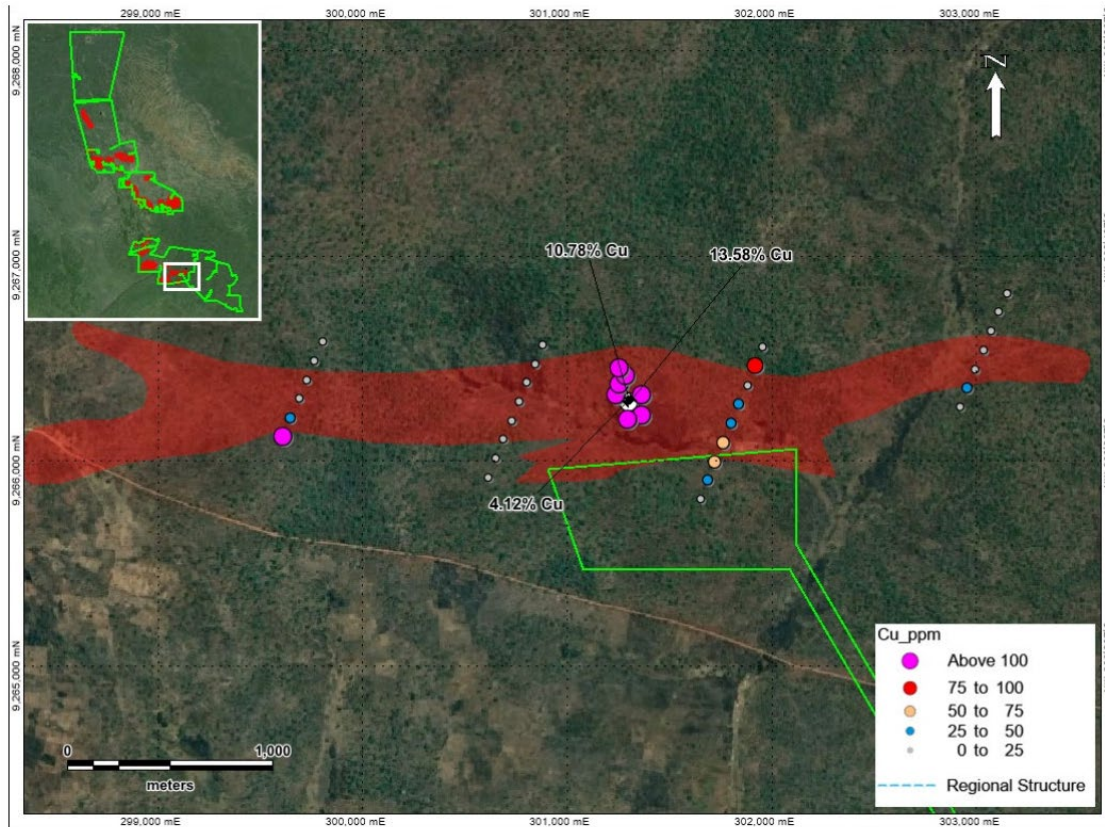 299,000 mE 300,000 mE 301,000 mE 302,000 mE 303,000 mE
9,268,000 mN
N
10.78% Cu
13.58% Cu
9,267,000 mN
9,266,000 mN
4.12% Cu
Cu_ppm
Above 100
75 to 100
50 to 75
25 to 50
0 to 25
Regional Structure
9,265,000 mN
0 1,000
meters
299,000 mE 300,000 mE 301,000 mE 302,000 mE 303,000 mE